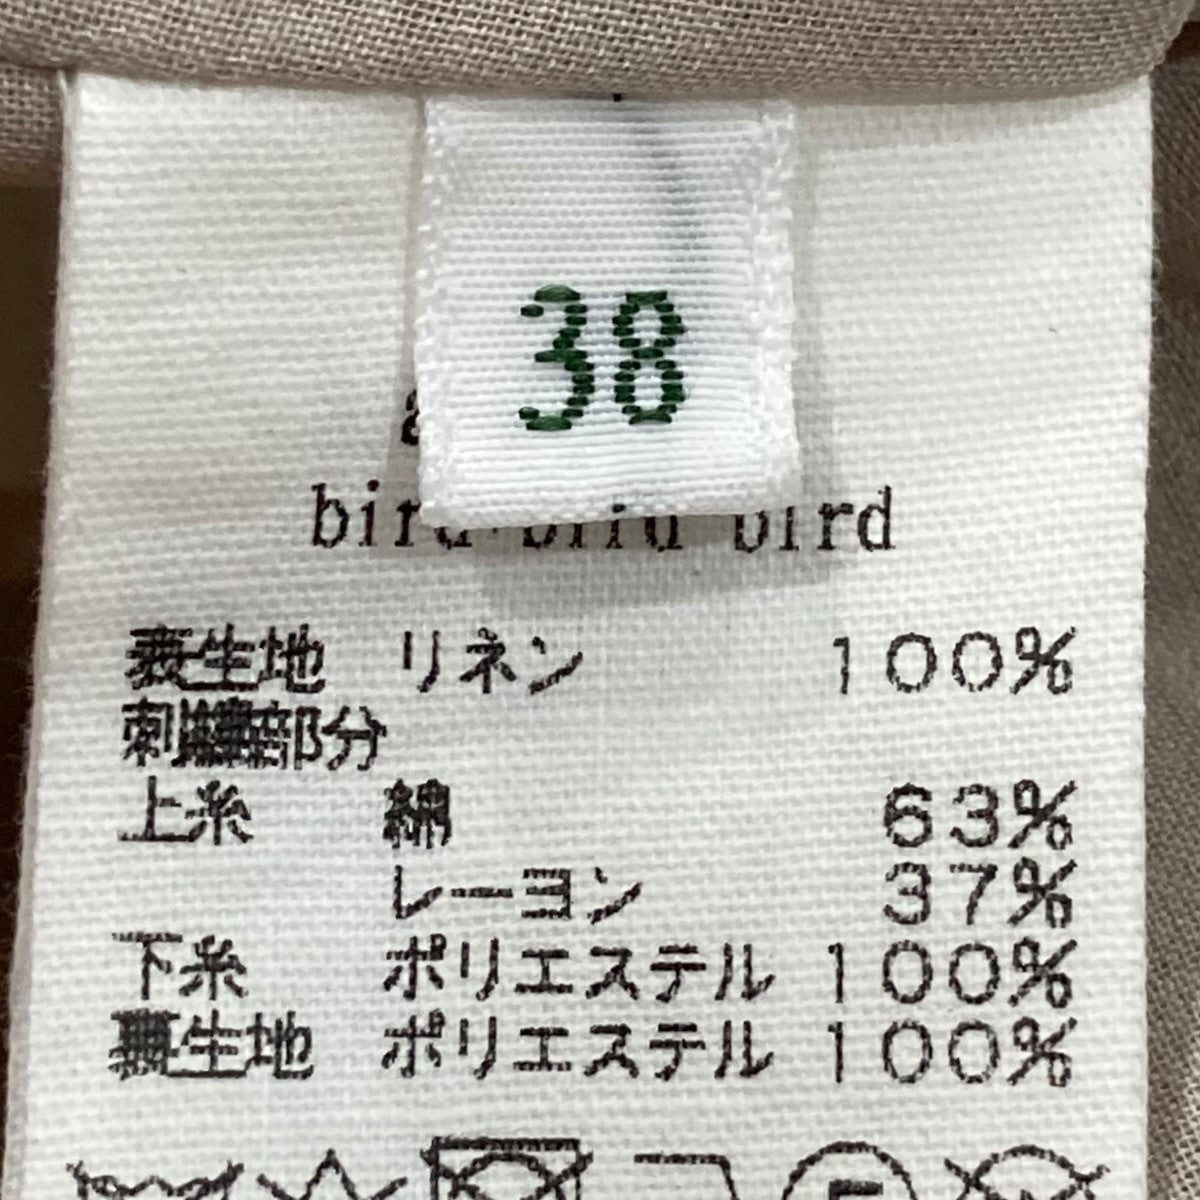 38
bird bird bird
表生地 リネン 100%
刺繍部分
上糸 綿 63%
レーヨン 37%
下糸 ポリエステル 100%
裏生地 ポリエステル 100%